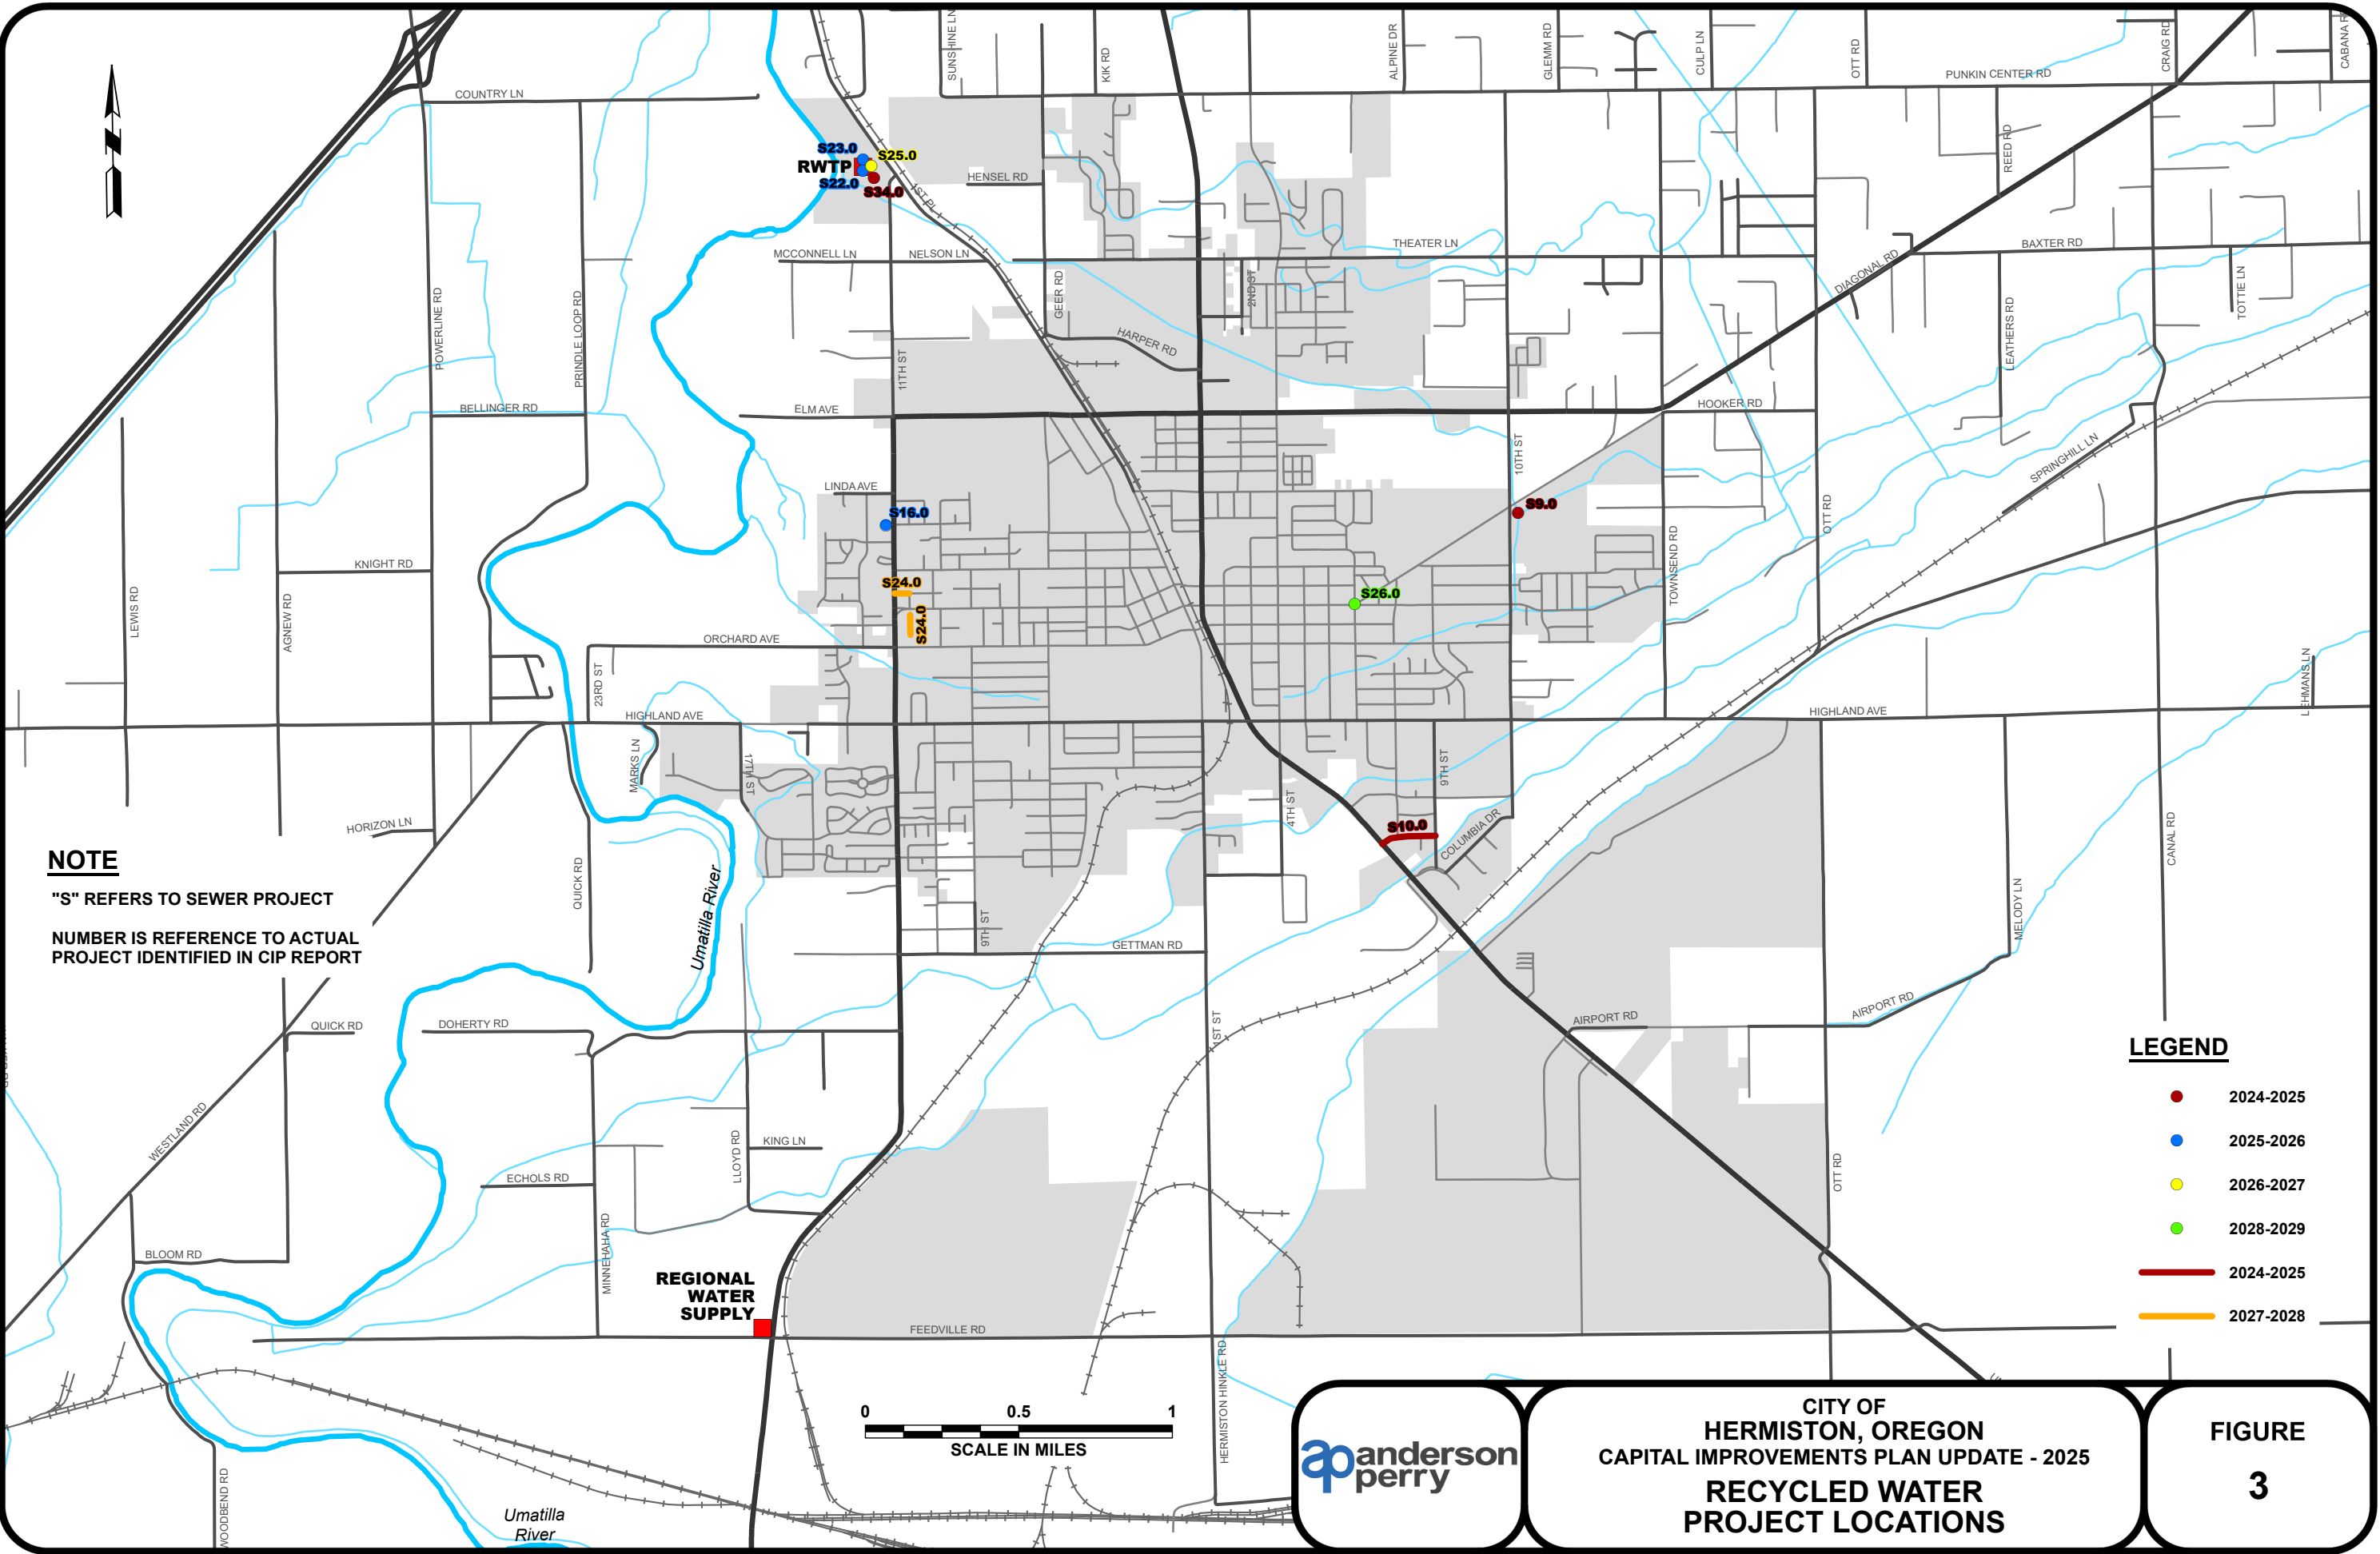 SUNSHINE LN
KIK RD
ALPINE DR
GLEMM RD
CULP LN
OTT RD
CRAIG RD
PUNKIN CENTER RD
COUNTRY LN
S23.0
S25.0
RWTP
S22.0
S34.0
1ST PL
HENSEL RD
REED RD
MCCONNELL LN
NELSON LN
THEATER LN
BAXTER RD
GEER RD
2ND ST
DIAGONAL RD
TOTTIE LN
POWERLINE RD
PRINDLE LOOP RD
HARPER RD
LEATHERS RD
11TH ST
BELLINGER RD
ELM AVE
HOOKER RD
10TH ST
SPRINGHILL LN
LINDA AVE
S16.0
S9.0
OTT RD
KNIGHT RD
TOWNSEND RD
S24.0
S24.0
S26.0
LEWIS RD
AGNEW RD
ORCHARD AVE
23RD ST
LEHMANS LN
HIGHLAND AVE
HIGHLAND AVE
MARKS LN
17TH ST
9TH ST
4TH ST
HORIZON LN
S10.0
COLUMBIA DR
CANAL RD
NOTE
"S" REFERS TO SEWER PROJECT
NUMBER IS REFERENCE TO ACTUAL
PROJECT IDENTIFIED IN CIP REPORT
QUICK RD
Umatilla River
9TH ST
GETTMAN RD
MELODY LN
QUICK RD
DOHERTY RD
1ST ST
AIRPORT RD
AIRPORT RD
WESTLAND RD
LLOYD RD
KING LN
ECHOLS RD
OTT RD
BLOOM RD
MINNEHAHA RD
REGIONAL
WATER
SUPPLY
FEEDVILLE RD
HERMISTON HINKLE RD
WOODBEND RD
Umatilla
River
LEGEND
2024-2025
2025-2026
2026-2027
2028-2029
2024-2025
2027-2028
0 0.5 1
SCALE IN MILES
anderson
perry
CITY OF
HERMISTON, OREGON
CAPITAL IMPROVEMENTS PLAN UPDATE - 2025
RECYCLED WATER
PROJECT LOCATIONS
FIGURE
3